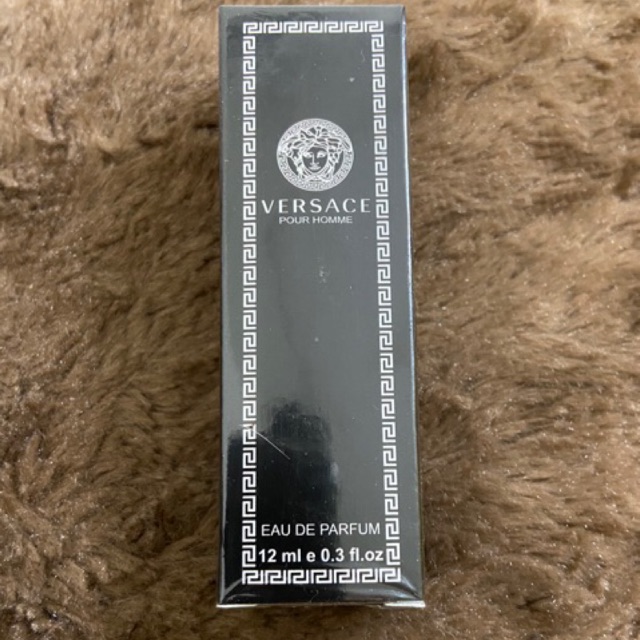 VERSACE
POUR HOMME
EAU DE PARFUM
12 ml e 0.3 fl.oz